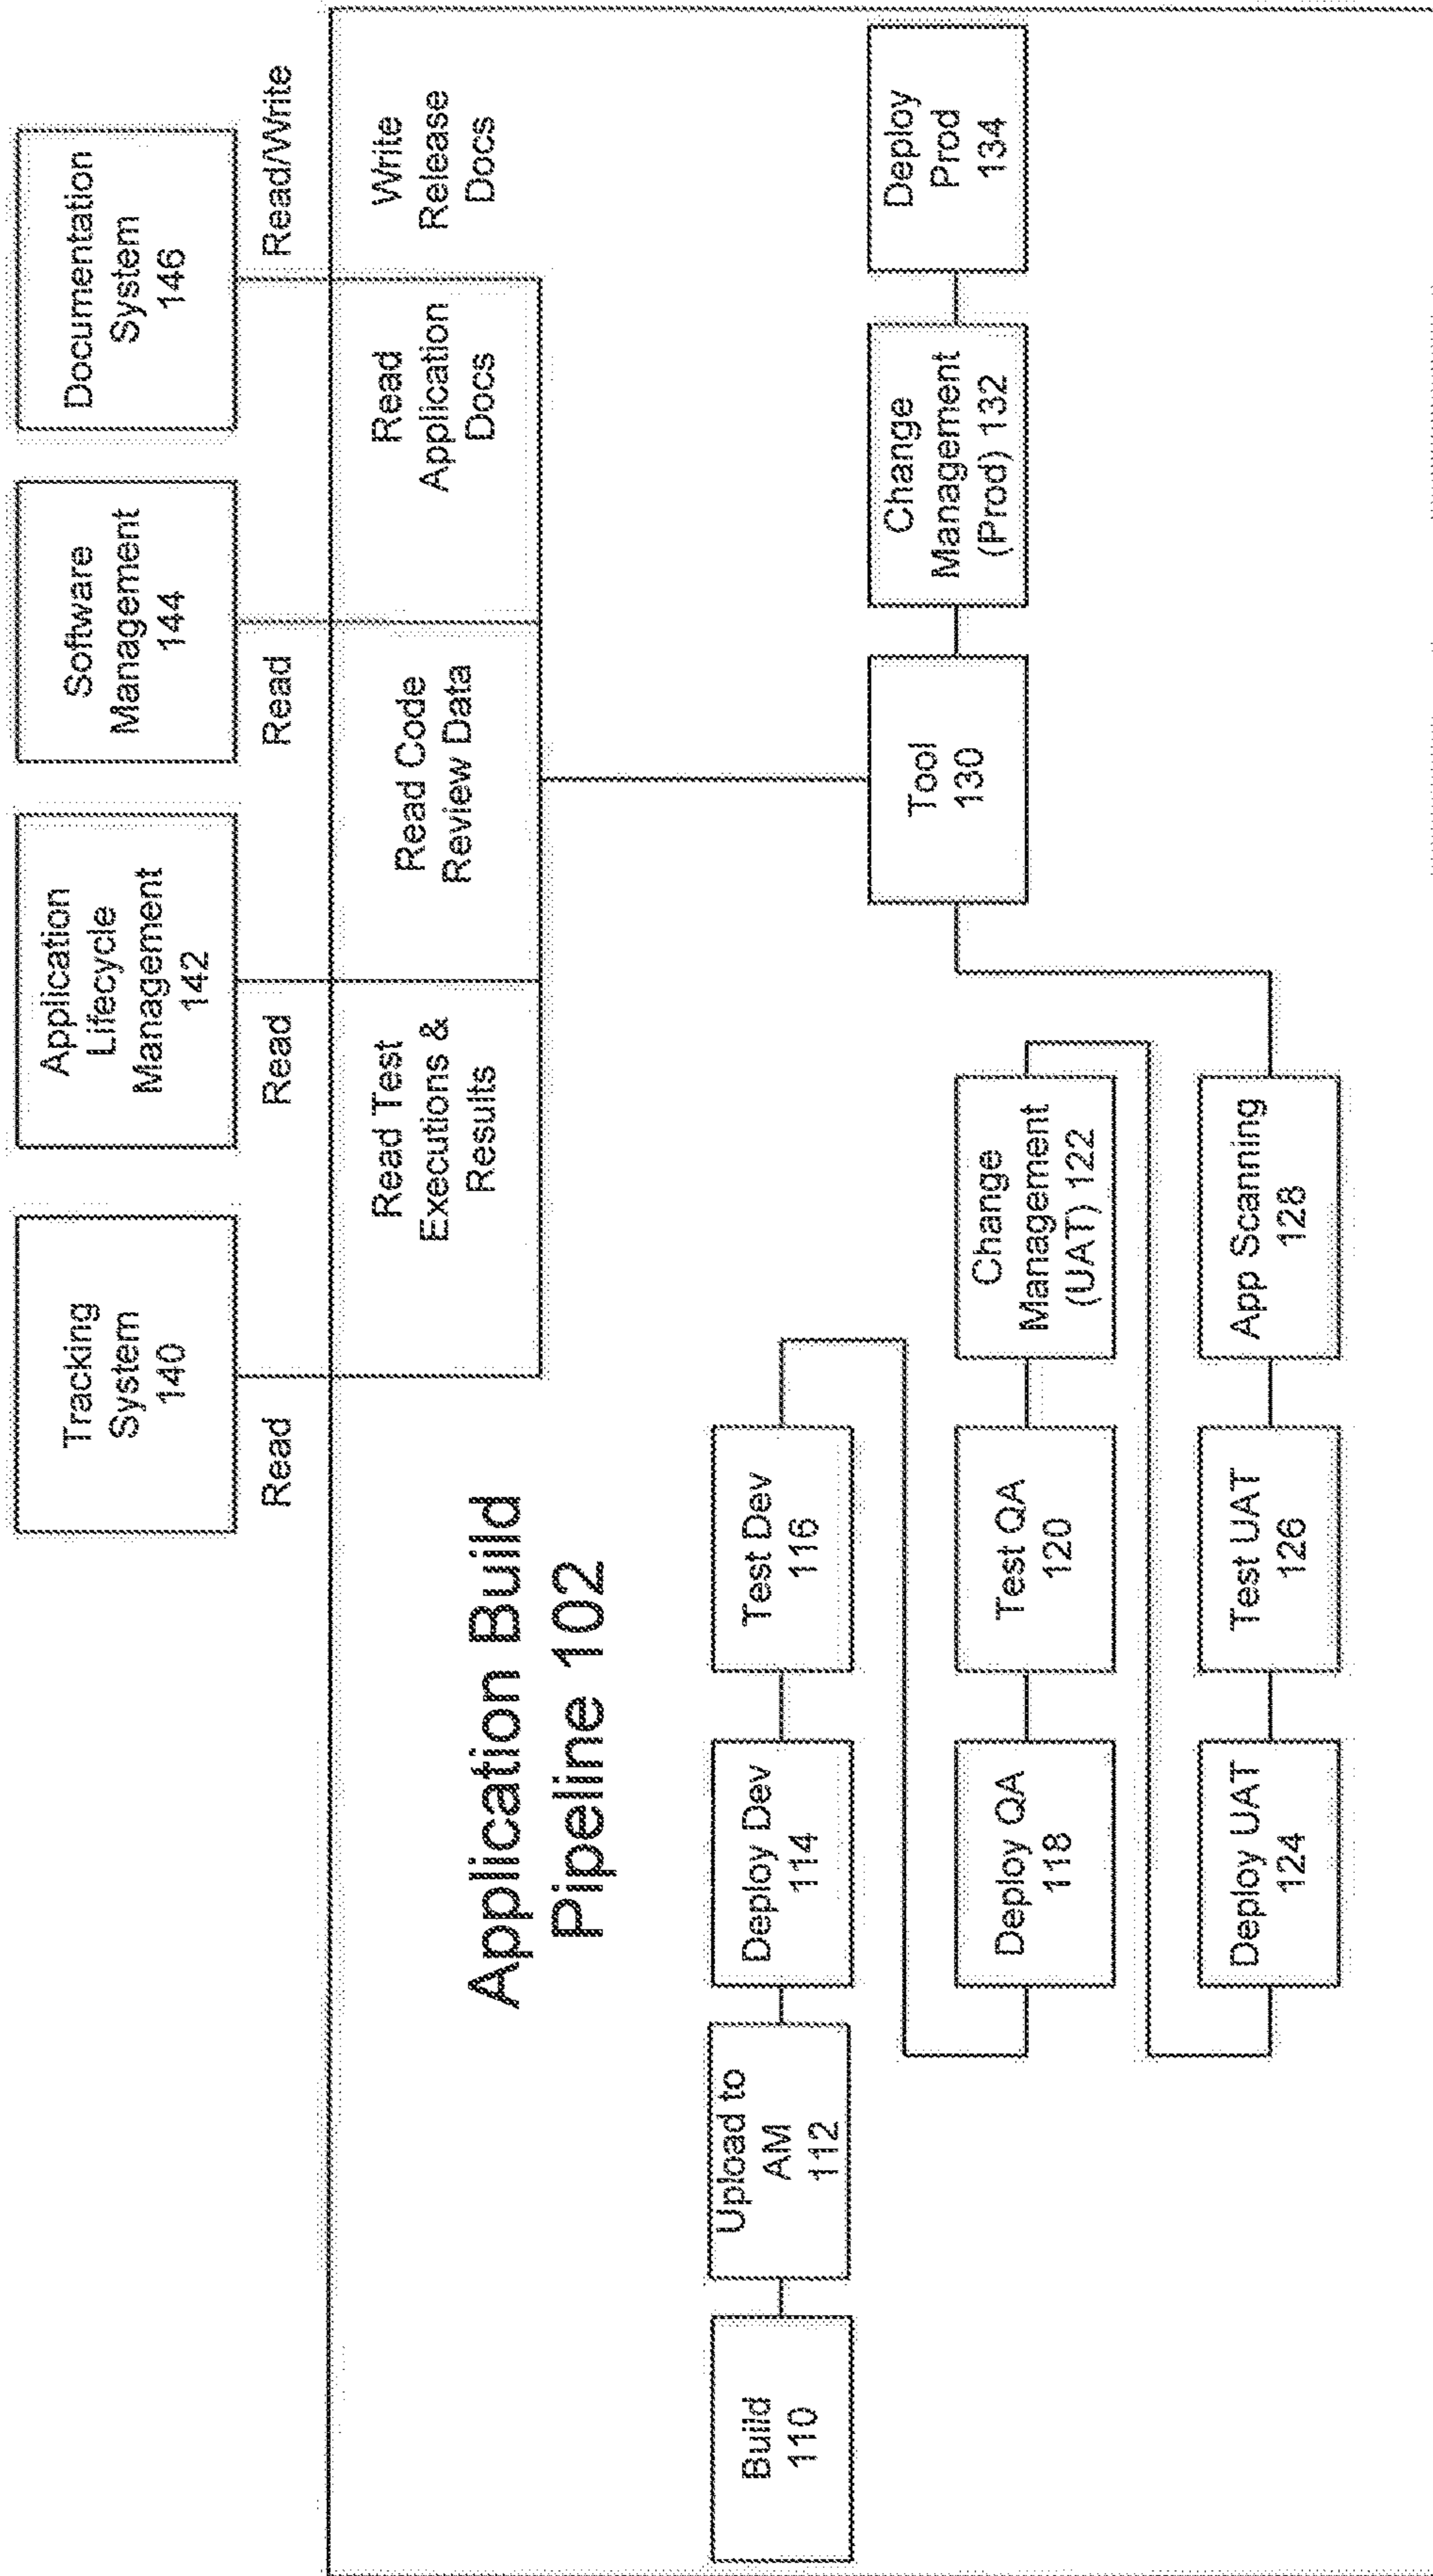 Tracking
System
140
Application
Lifecycle
Management
142
Software
Management
144
Documentation
System
146
Read
Read
Read
Read/Write
Read Test
Executions &
Results
Read Code
Review Data
Read
Application
Docs
Write
Release
Docs
Application Build
Pipeline 102
Build
110
Upload to
AM
112
Deploy Dev
114
Test Dev
116
Deploy QA
118
Test QA
120
Change
Management
(UAT) 122
Deploy UAT
124
Test UAT
126
App Scanning
128
Tool
130
Change
Management
(Prod) 132
Deploy
Prod
134